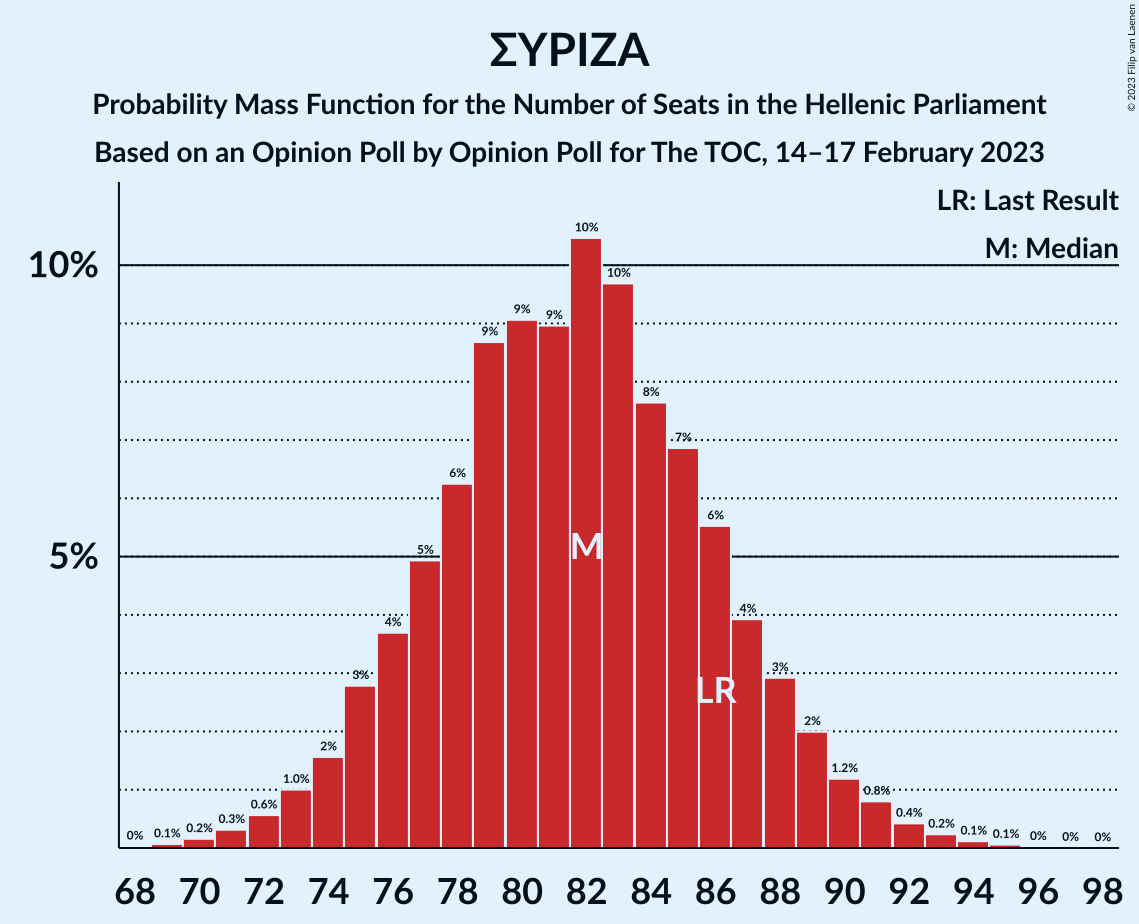 ΣΥΡΙΖΑ
Probability Mass Function for the Number of Seats in the Hellenic Parliament
Based on an Opinion Poll by Opinion Poll for The TOC, 14–17 February 2023
© 2023 Filip van Laenen
LR: Last Result
M: Median
10%
5%
0% 0.1% 0.2% 0.3% 0.6% 1.0% 2% 3% 4% 5% 6% 9% 9% 9% 10% 10% 8% 7% 6% 4% 3% 2% 1.2% 0.8% 0.4% 0.2% 0.1% 0.1% 0% 0% 0%
M
LR
68 70 72 74 76 78 80 82 84 86 88 90 92 94 96 98